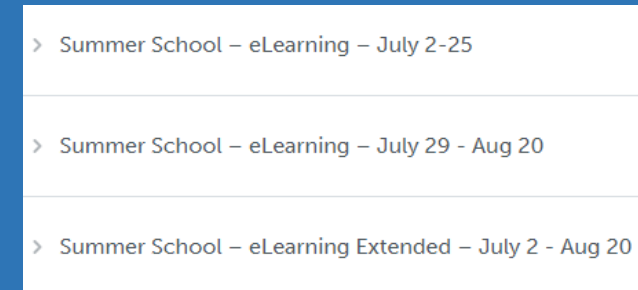 Summer School – eLearning – July 2-25
Summer School – eLearning – July 29 - Aug 20
Summer School – eLearning Extended – July 2 - Aug 20